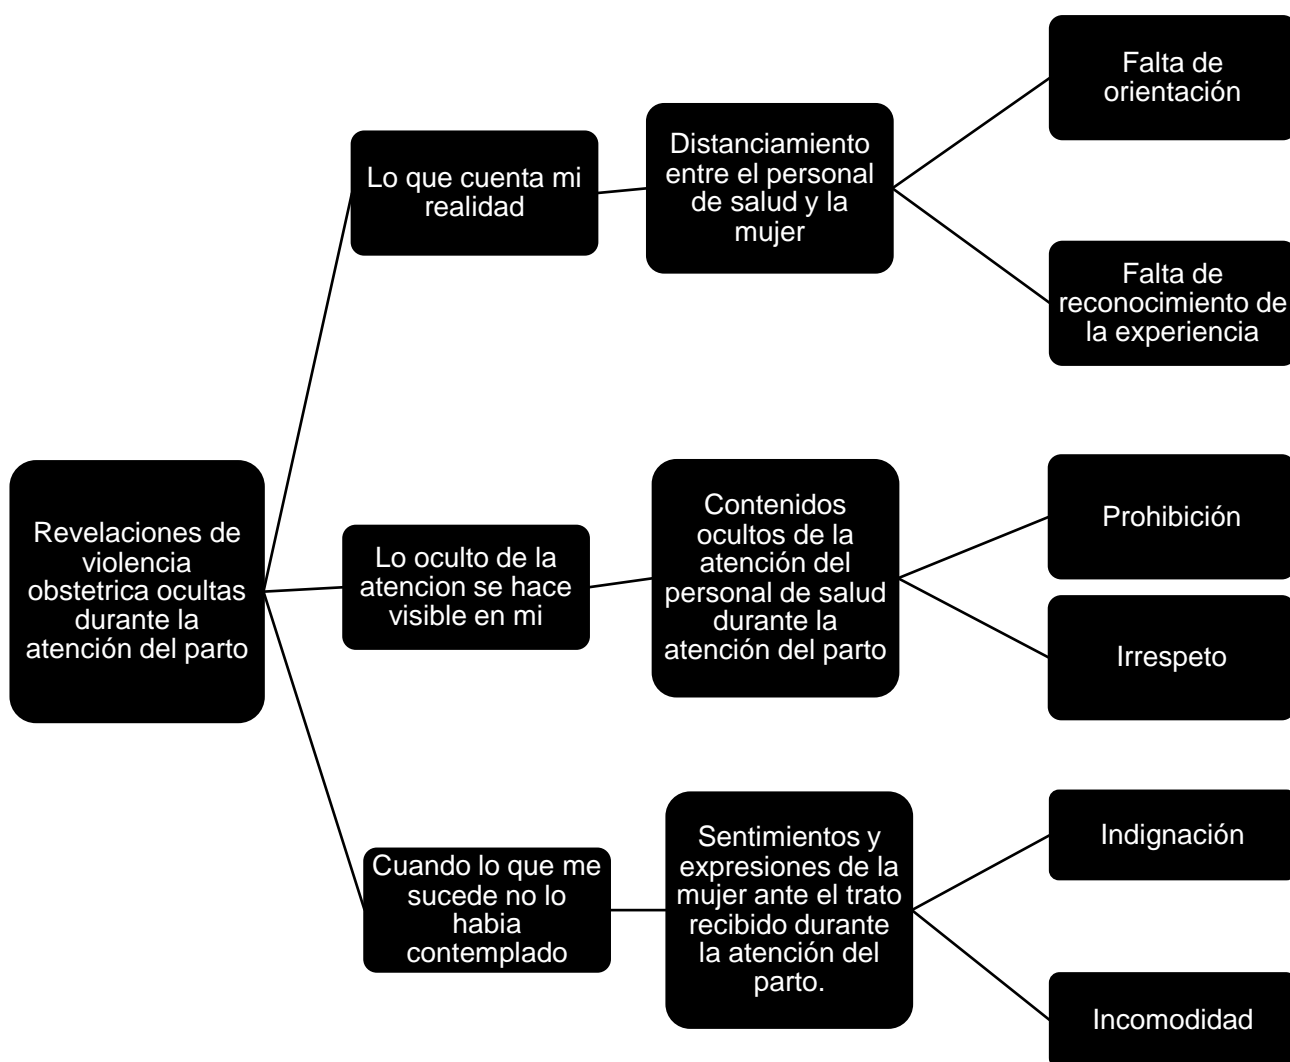 Revelaciones de
violencia
obstetrica ocultas
durante la
atención del parto
Lo que cuenta mi
realidad
Distanciamiento
entre el personal
de salud y la
mujer
Falta de
orientación
Falta de
reconocimiento de
la experiencia
Lo oculto de la
atencion se hace
visible en mi
Contenidos
ocultos de la
atención del
personal de salud
durante la
atención del parto
Prohibición
Irrespeto
Cuando lo que me
sucede no lo
habia
contemplado
Sentimientos y
expresiones de la
mujer ante el trato
recibido durante
la atención del
parto.
Indignación
Incomodidad